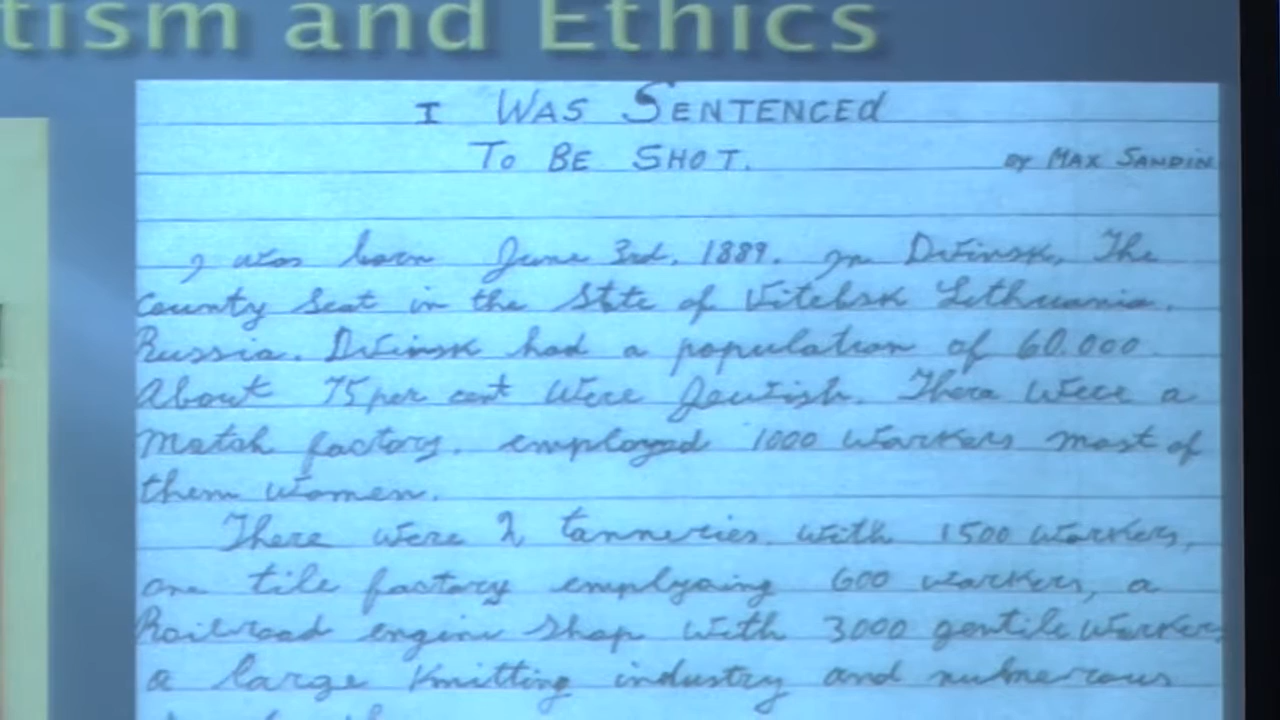 tism and Ethics
I WAS SENTENCEd
TO BE SHOT. BY MAX SANDIN
I was born June 3rd, 1889. In Dvinsk, The
County Seat in the State of Vitebsk Lethuania.
Russia. Dvinsk had a population of 60.000
About 75 per cent were Jewish. There were a
Match factory. employed 1000 workers most of
them women.
There were 2 tanneries. with 1500 workers,
one tile factory employing 600 workers, a
Railroad engine shop with 3000 gentile workers
a large Knitting industry and numerous